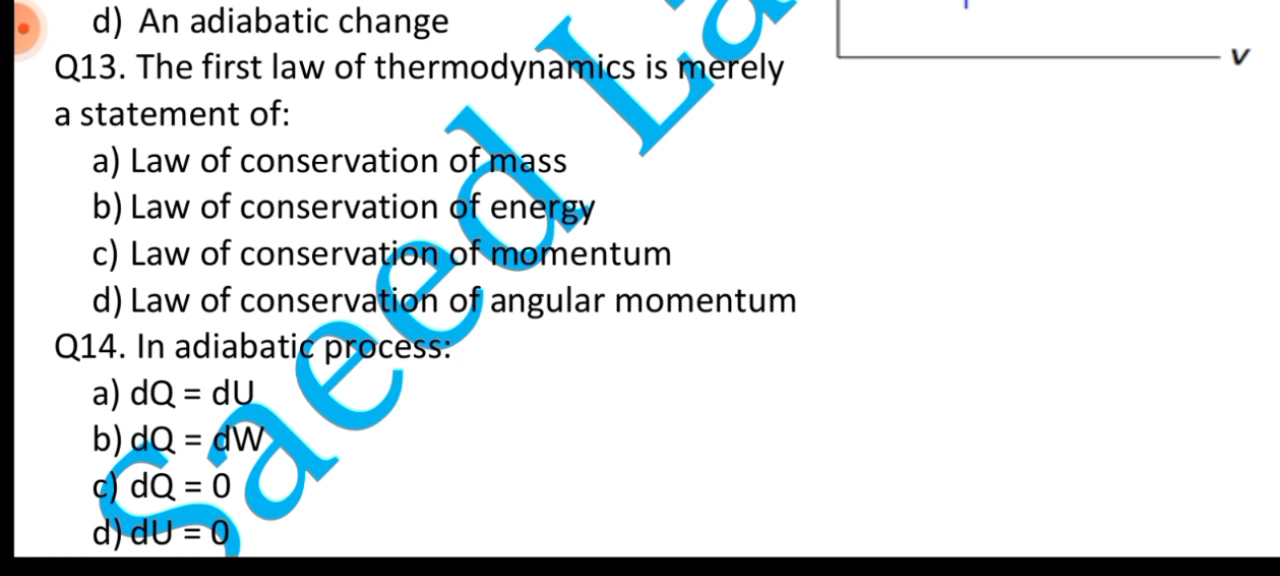 d) An adiabatic change
V
Q13. The first law of thermodynamics is merely
a statement of:
a) Law of conservation of mass
b) Law of conservation of energy
c) Law of conservation of momentum
d) Law of conservation of angular momentum
Q14. In adiabatic process:
a) dQ = dU
b) dQ = dW
c) dQ = 0
d) dU = 0
Saeed